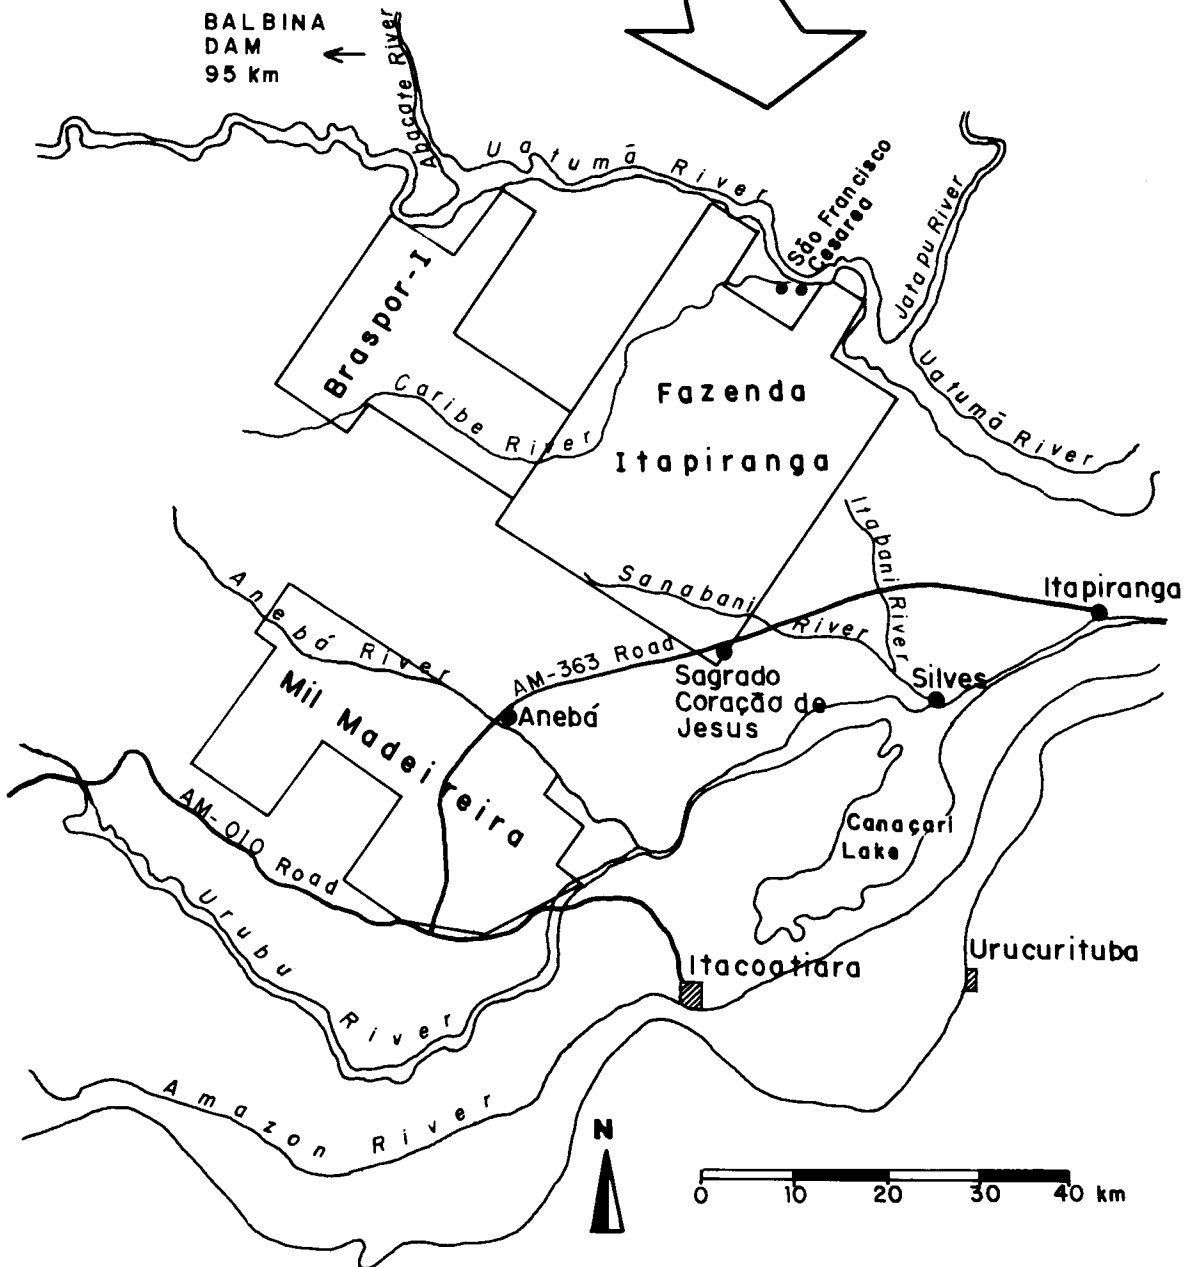 BALBINA
DAM
95 km
Abacate River
Uatumã River
São Francisco
Cesarea
Jatapu River
Braspor-I
Caribe River
Fazenda
Itapiranga
Uatumã River
Itabani River
Sanabani River
Itapiranga
Anebá River
AM-363 Road
Sagrado
Coração de
Jesus
Silves
Mil Madeireira
Anebá
AM-010 Road
Canaçari
Lake
Urubú River
Itacoatiara
Urucurituba
Amazon River
N
0 10 20 30 40 km